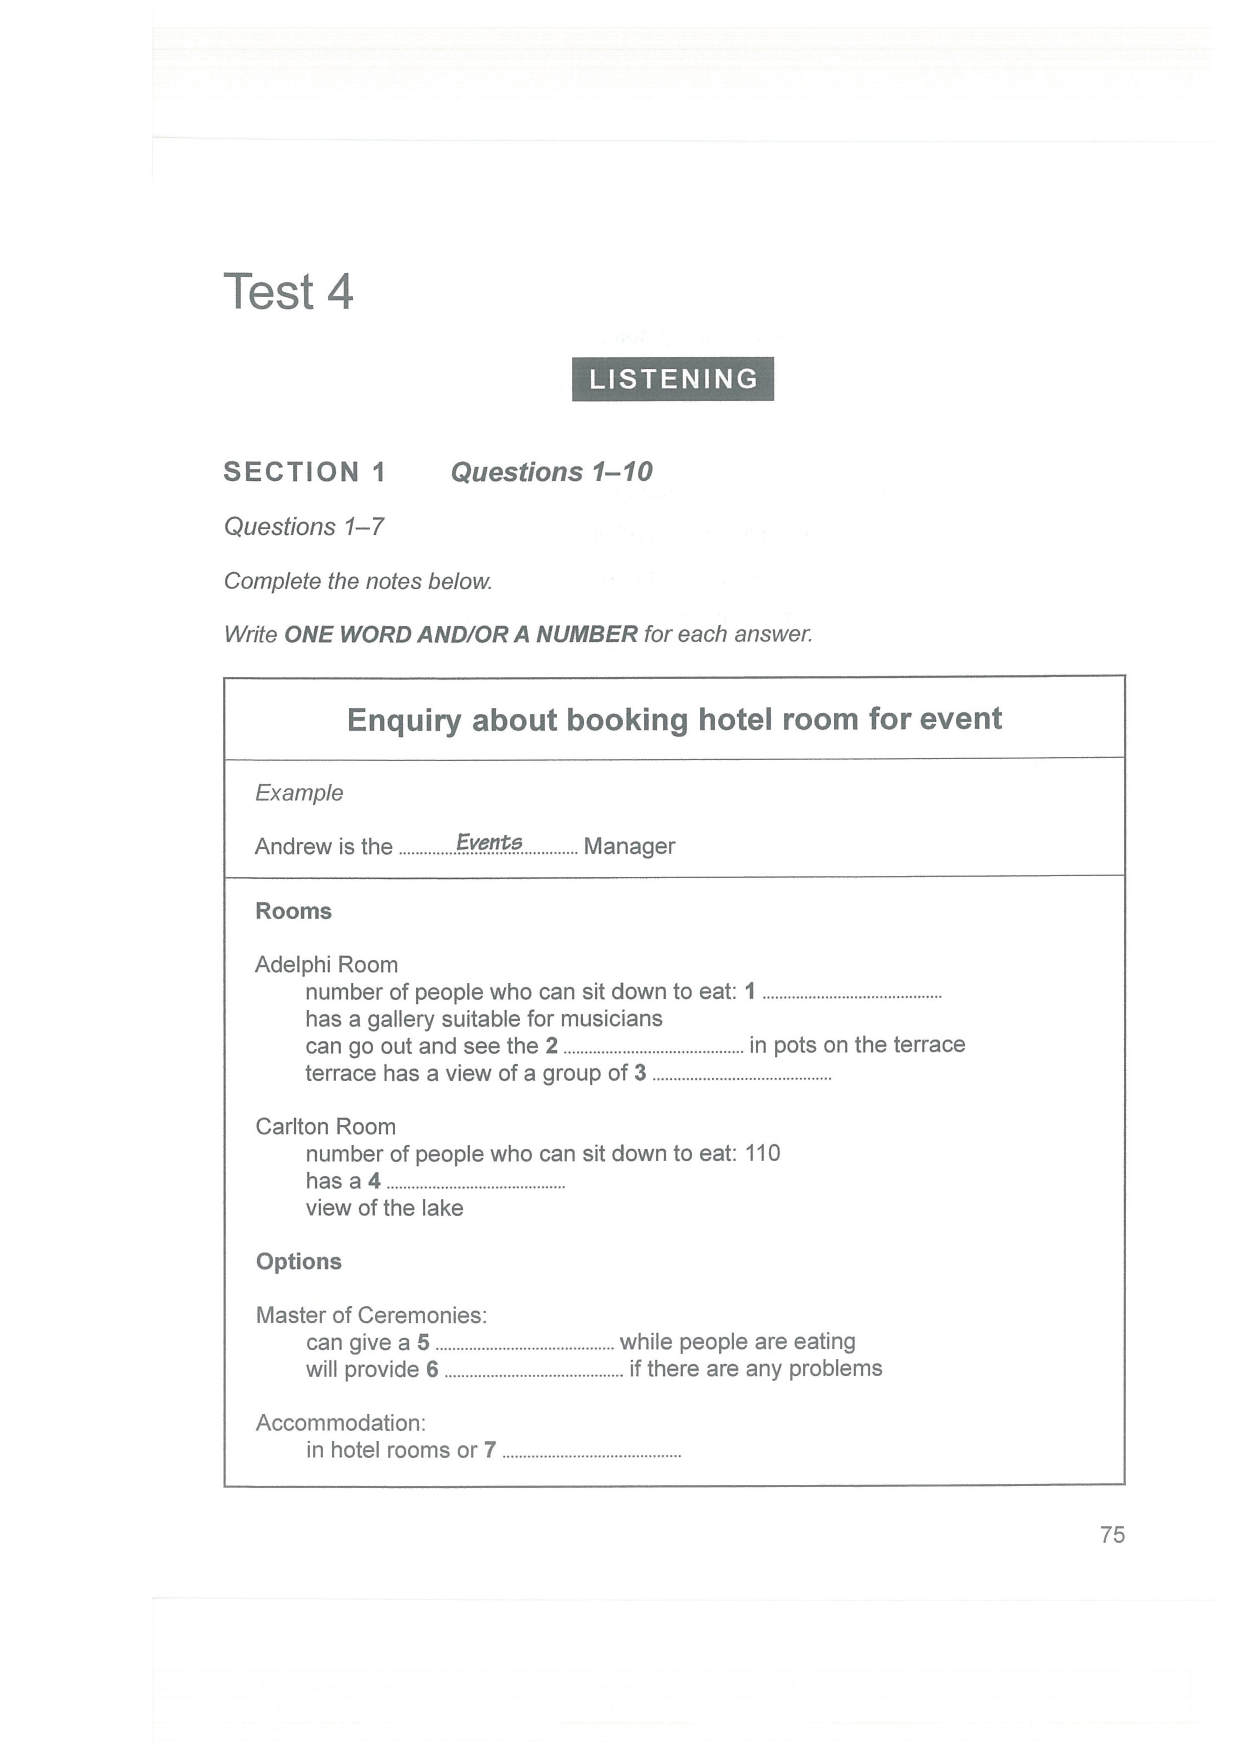 Test 4
LISTENING
SECTION 1 Questions 1–10
Questions 1–7
Complete the notes below.
Write ONE WORD AND/OR A NUMBER for each answer.
Enquiry about booking hotel room for event
Example
Andrew is the ............Events............ Manager
Rooms
Adelphi Room
number of people who can sit down to eat: 1 ............................
has a gallery suitable for musicians
can go out and see the 2 ............................ in pots on the terrace
terrace has a view of a group of 3 ............................
Carlton Room
number of people who can sit down to eat: 110
has a 4 ............................
view of the lake
Options
Master of Ceremonies:
can give a 5 ............................ while people are eating
will provide 6 ............................ if there are any problems
Accommodation:
in hotel rooms or 7 ............................
75